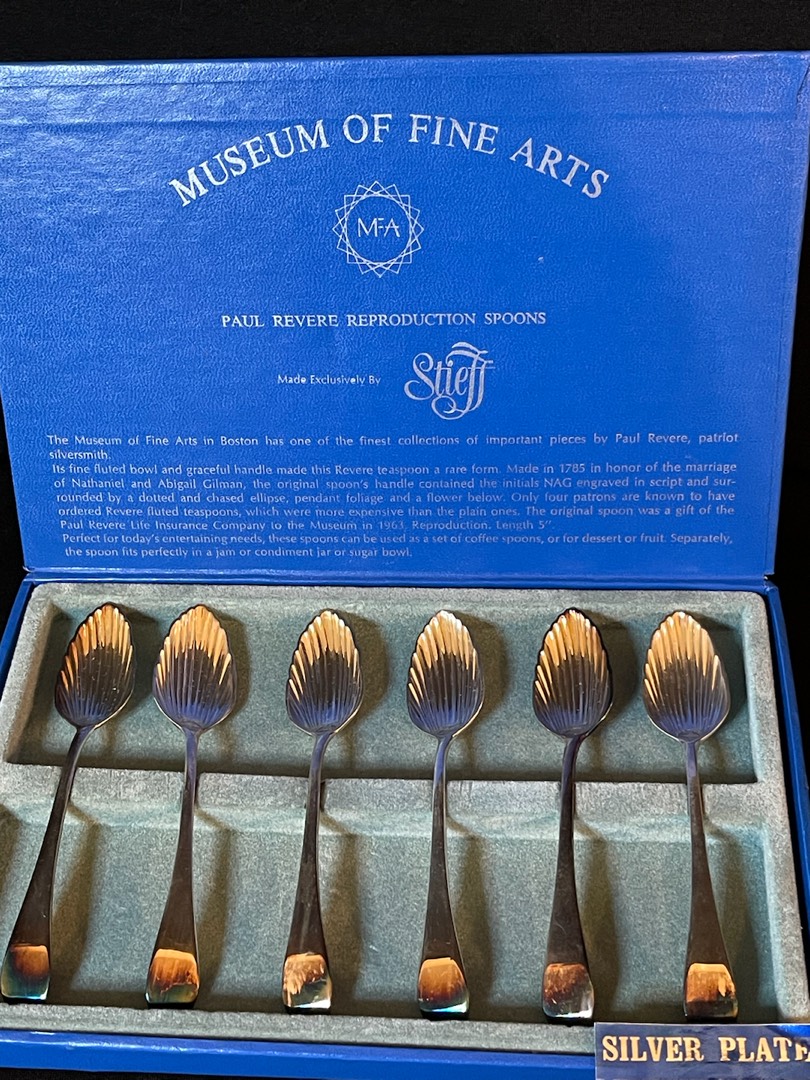 MUSEUM OF FINE ARTS
MFA
PAUL REVERE REPRODUCTION SPOONS
Made Exclusively By Stieff
The Museum of Fine Arts in Boston has one of the finest collections of important pieces by Paul Revere, patriot
silversmith.
Its fine fluted bowl and graceful handle made this Revere teaspoon a rare form. Made in 1785 in honor of the marriage
of Nathaniel and Abigail Gilman, the original spoon's handle contained the initials NAG engraved in script and sur-
rounded by a dotted and chased ellipse, pendant foliage and a flower below. Only four patrons are known to have
ordered Revere fluted teaspoons, which were more expensive than the plain ones. The original spoon was a gift of the
Paul Revere Life Insurance Company to the Museum in 1963. Reproduction. Length 5".
Perfect for today's entertaining needs, these spoons can be used as a set of coffee spoons, or for dessert or fruit. Separately,
the spoon fits perfectly in a jam or condiment jar or sugar bowl.
SILVER PLATE